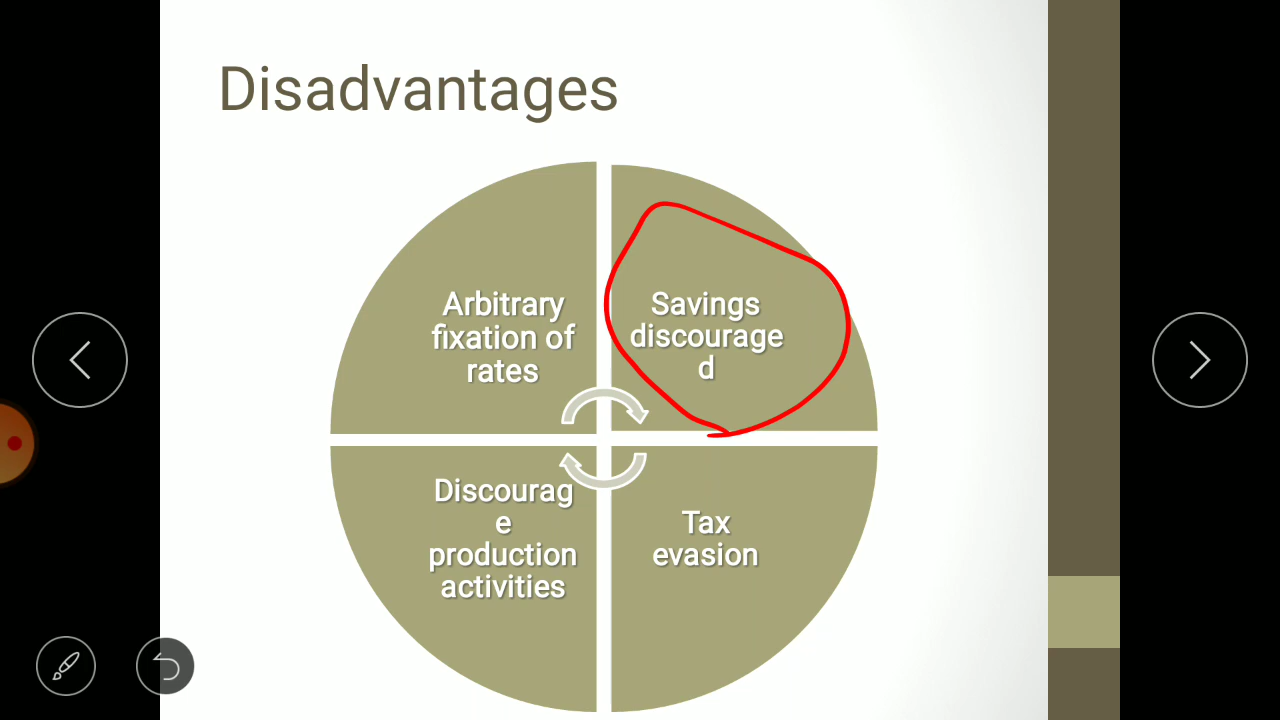 Disadvantages
Arbitrary
fixation of
rates
Savings
discourage
d
Discourag
e
production
activities
Tax
evasion